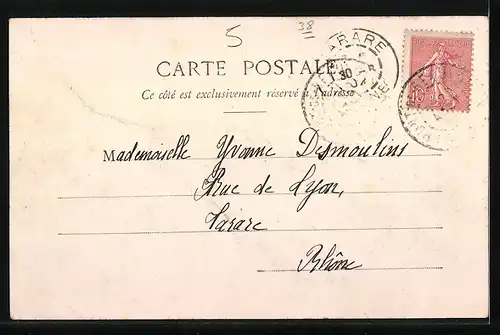 5
38
TARARE
30
CARTE POSTALE
Ce côté est exclusivement réservé à l'adresse
Mademoiselle Yvonne Desmoulins
Rue de Lyon,
Tarare
Rhône